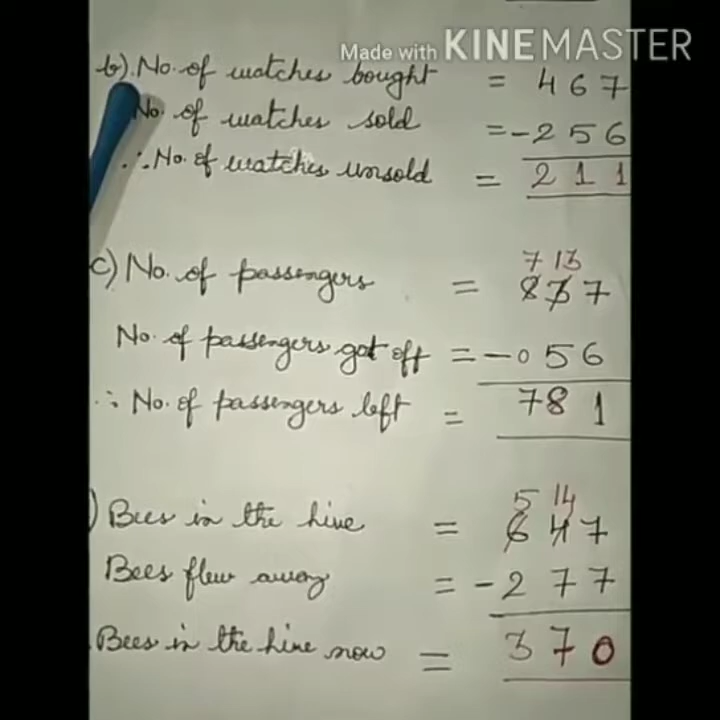 Made with KINEMASTER
b) No. of watches bought = 467
No. of watches sold = -256
∴ No. of watches unsold = 211
7 13
c) No. of passengers = 837
No. of passengers got off = -056
∴ No. of passengers left = 781
5 14
) Bees in the hive = 647
Bees flew away = -277
Bees in the hive now = 370